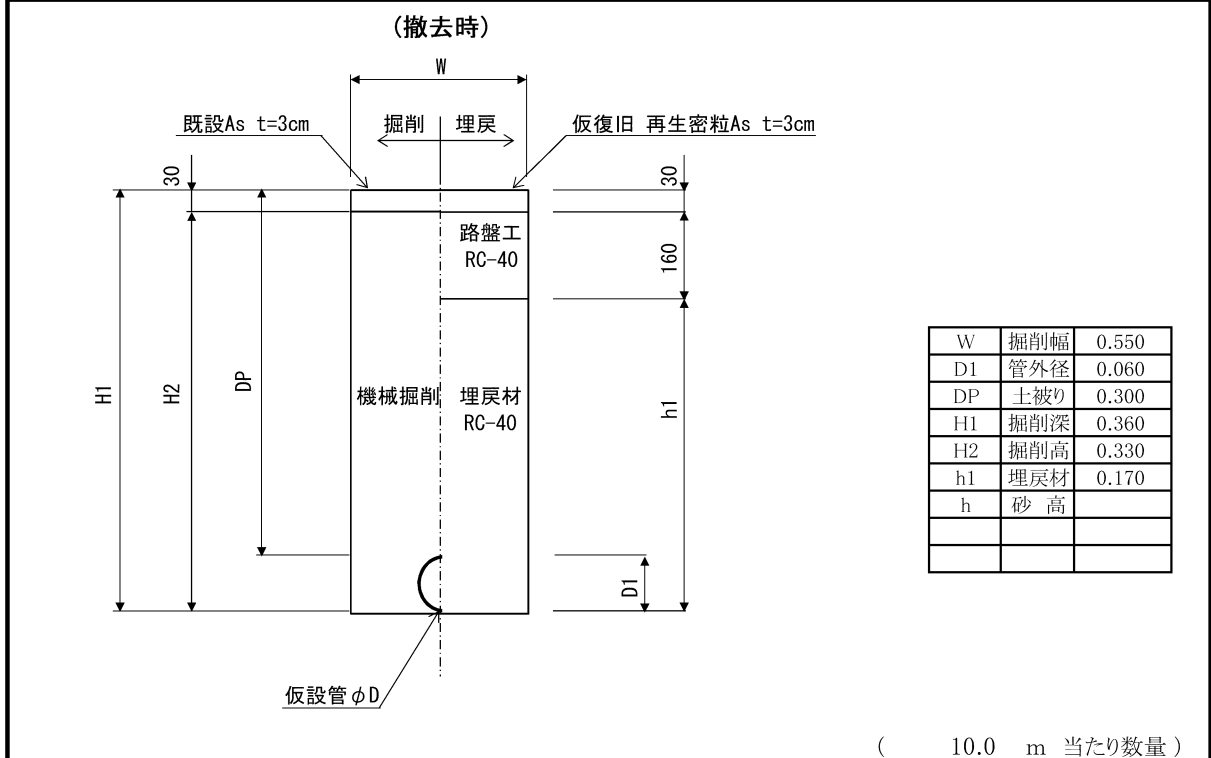 (撤去時)
W
既設As t=3cm
掘削 埋戻
仮復旧 再生密粒As t=3cm
30
30
路盤工
RC-40
160
H1
H2
DP
機械掘削
埋戻材
RC-40
h1
D1
仮設管φD
W 掘削幅 0.550
D1 管外径 0.060
DP 土被り 0.300
H1 掘削深 0.360
H2 掘削高 0.330
h1 埋戻材 0.170
h 砂 高
( 10.0 m 当たり数量 )